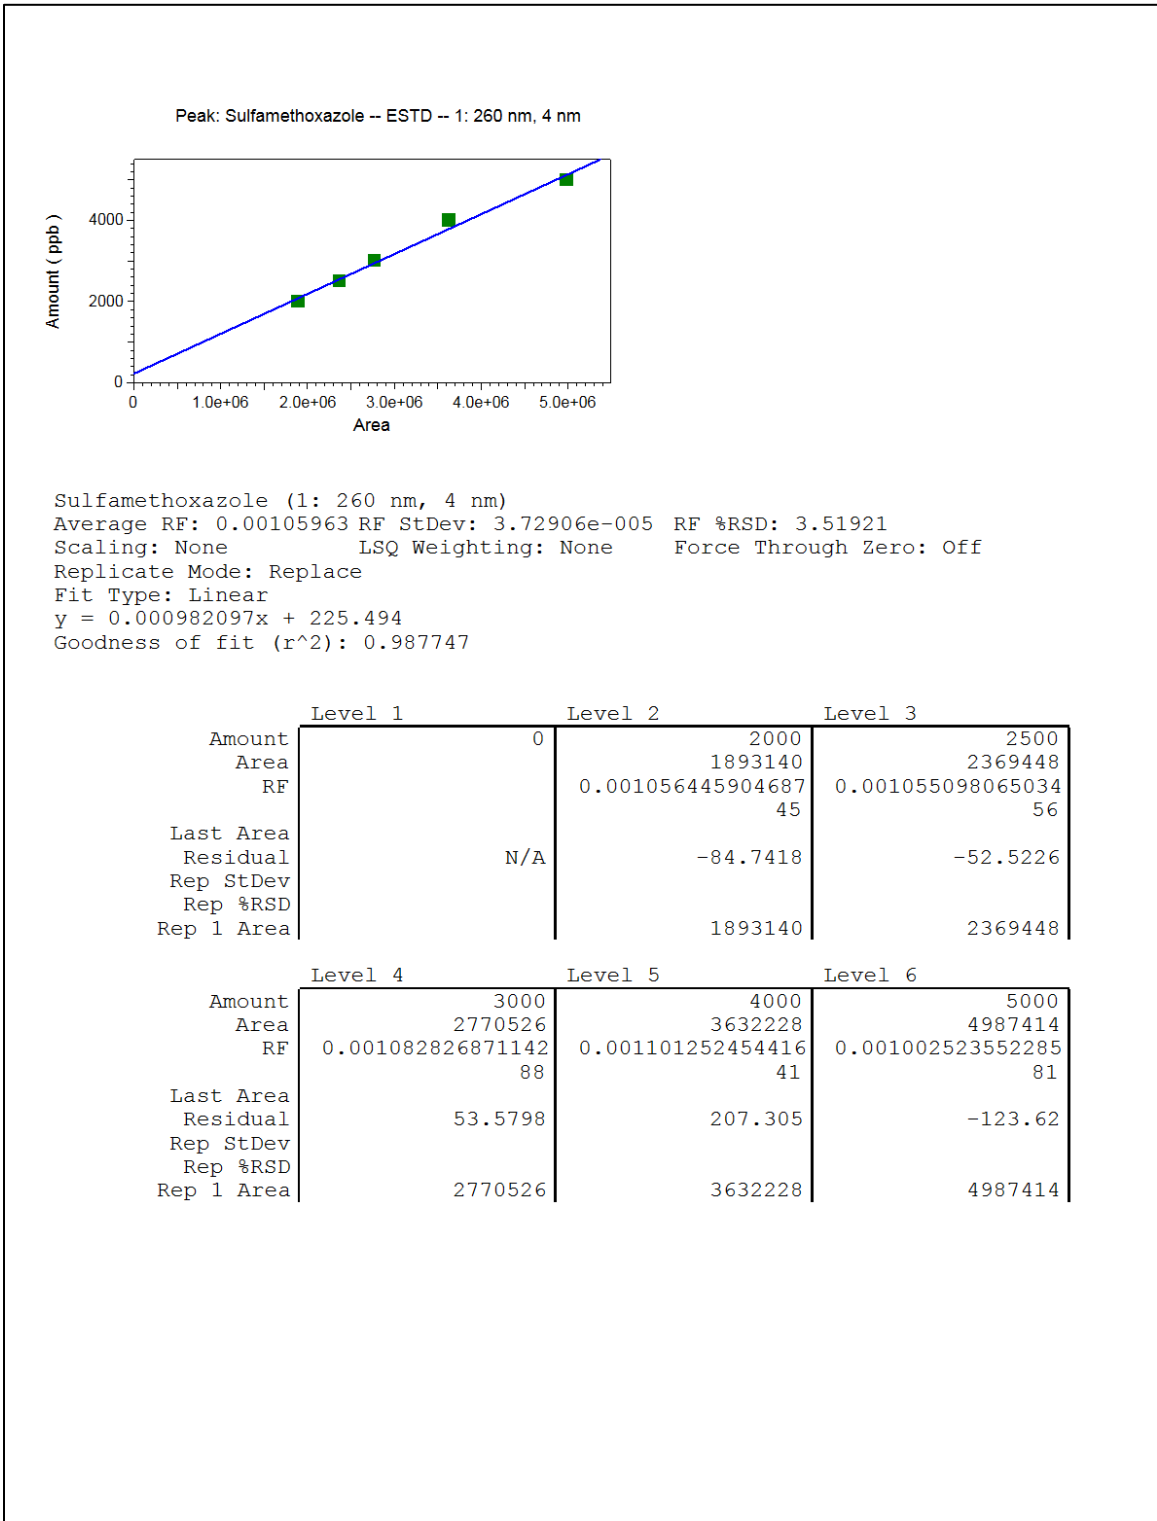 Peak: Sulfamethoxazole -- ESTD -- 1: 260 nm, 4 nm
Amount ( ppb )
4000
2000
0
0 1.0e+06 2.0e+06 3.0e+06 4.0e+06 5.0e+06
Area
Sulfamethoxazole (1: 260 nm, 4 nm)
Average RF: 0.00105963 RF StDev: 3.72906e-005 RF %RSD: 3.51921
Scaling: None LSQ Weighting: None Force Through Zero: Off
Replicate Mode: Replace
Fit Type: Linear
y = 0.000982097x + 225.494
Goodness of fit (r^2): 0.987747
Level 1 Level 2 Level 3
Amount 0 2000 2500
Area 1893140 2369448
RF 0.001056445904687 0.001055098065034
45 56
Last Area
Residual N/A -84.7418 -52.5226
Rep StDev
Rep %RSD
Rep 1 Area 1893140 2369448
Level 4 Level 5 Level 6
Amount 3000 4000 5000
Area 2770526 3632228 4987414
RF 0.001082826871142 0.001101252454416 0.001002523552285
88 41 81
Last Area
Residual 53.5798 207.305 -123.62
Rep StDev
Rep %RSD
Rep 1 Area 2770526 3632228 4987414